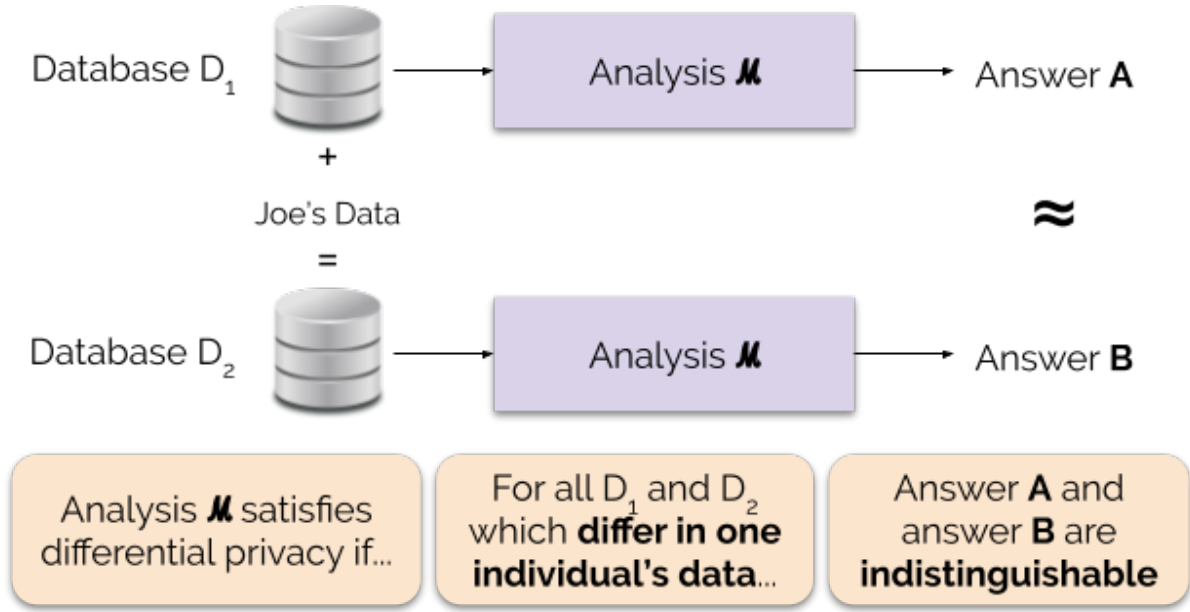 Database D₁
Analysis ℳ
Answer A
+
Joe's Data
=
≈
Database D₂
Analysis ℳ
Answer B
Analysis ℳ satisfies
differential privacy if...
For all D₁ and D₂
which differ in one
individual's data...
Answer A and
answer B are
indistinguishable